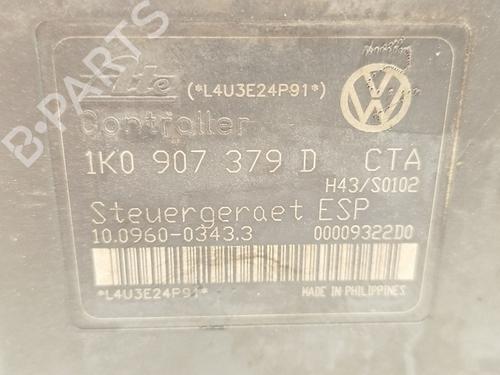 Ate (*L4U3E24P91*)
Controller
1K0 907 379 D CTA
H43/S0102
Steuergeraet ESP
10.0960-0343.3 00009322D0
*L4U3E24P91*
MADE IN PHILIPPINES
B-PARTS